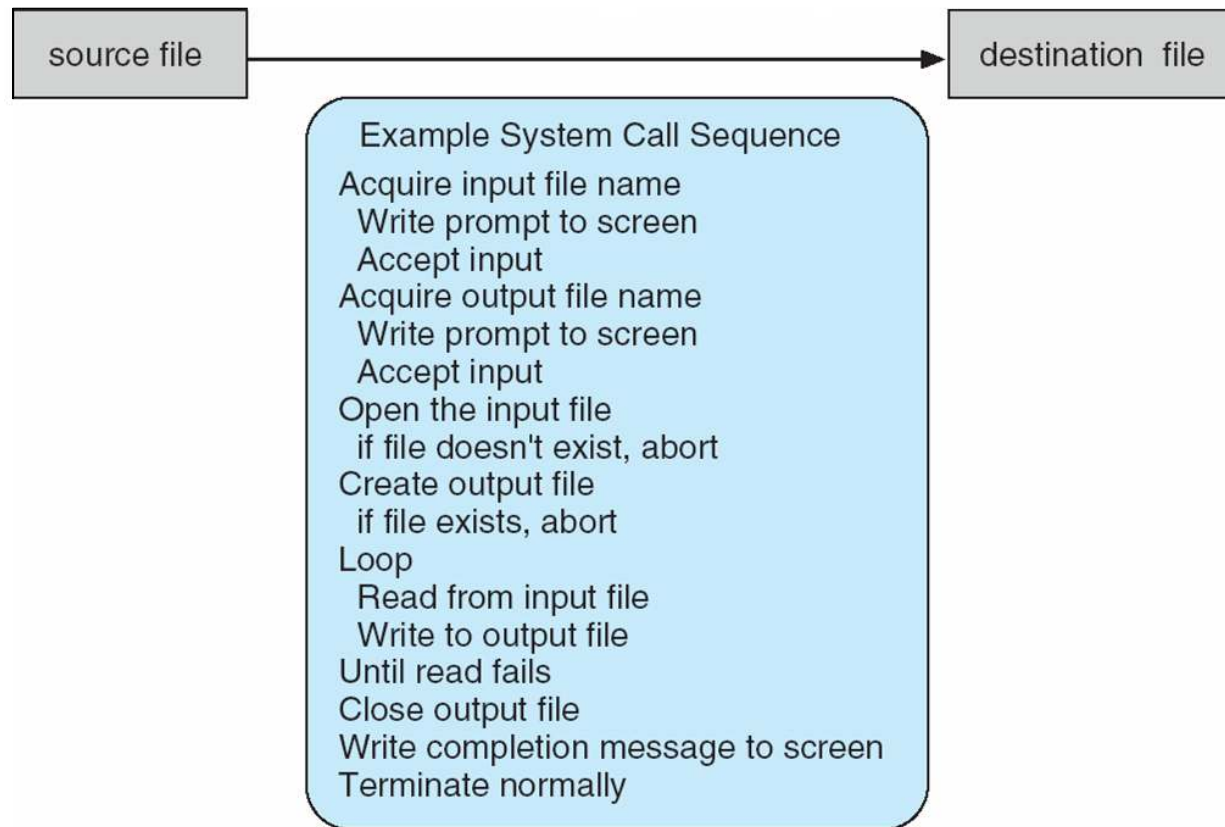 source file
destination file
Example System Call Sequence
Acquire input file name
Write prompt to screen
Accept input
Acquire output file name
Write prompt to screen
Accept input
Open the input file
if file doesn't exist, abort
Create output file
if file exists, abort
Loop
Read from input file
Write to output file
Until read fails
Close output file
Write completion message to screen
Terminate normally